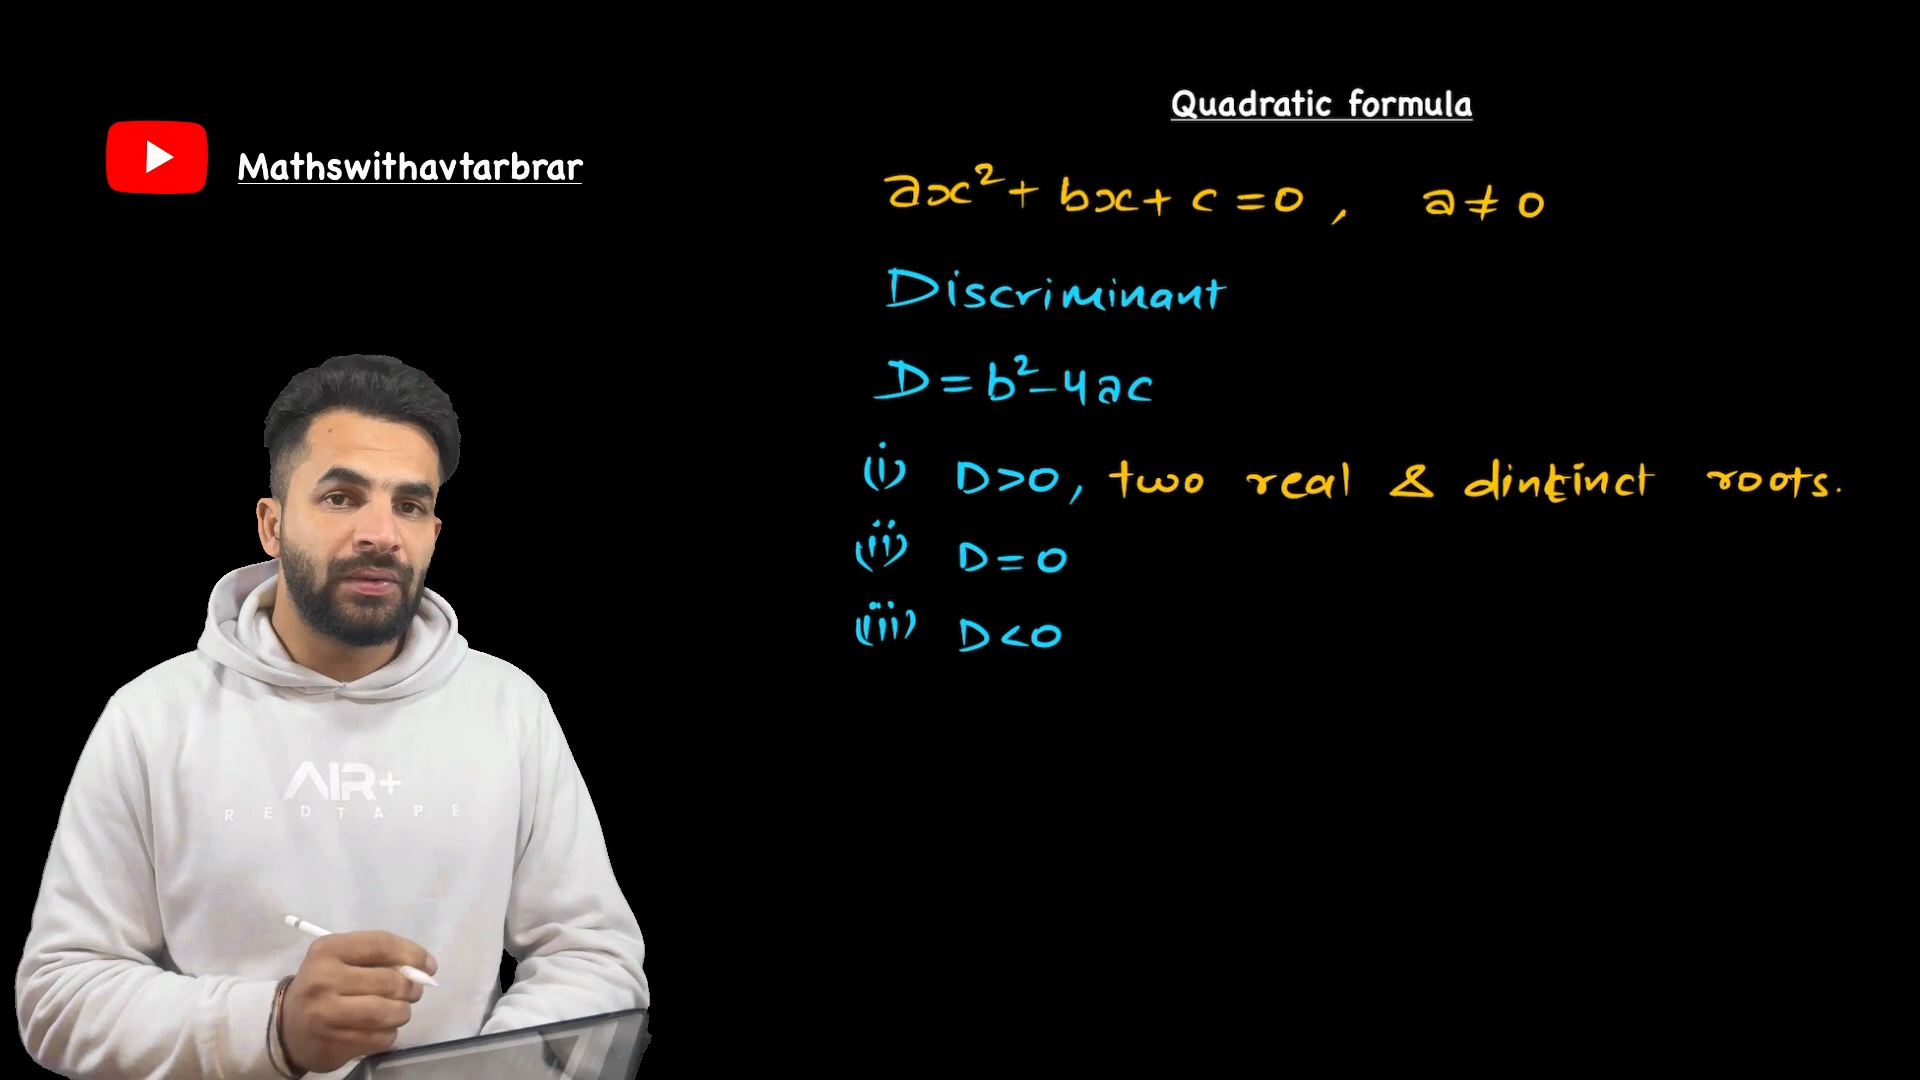 Quadratic formula
Mathswithavtarbrar
ax² + bx + c = 0 , a ≠ 0
Discriminant
D = b² - 4ac
(i) D > 0, two real & dintinct roots.
(ii) D = 0
(iii) D < 0
AIR+
REDTAPE